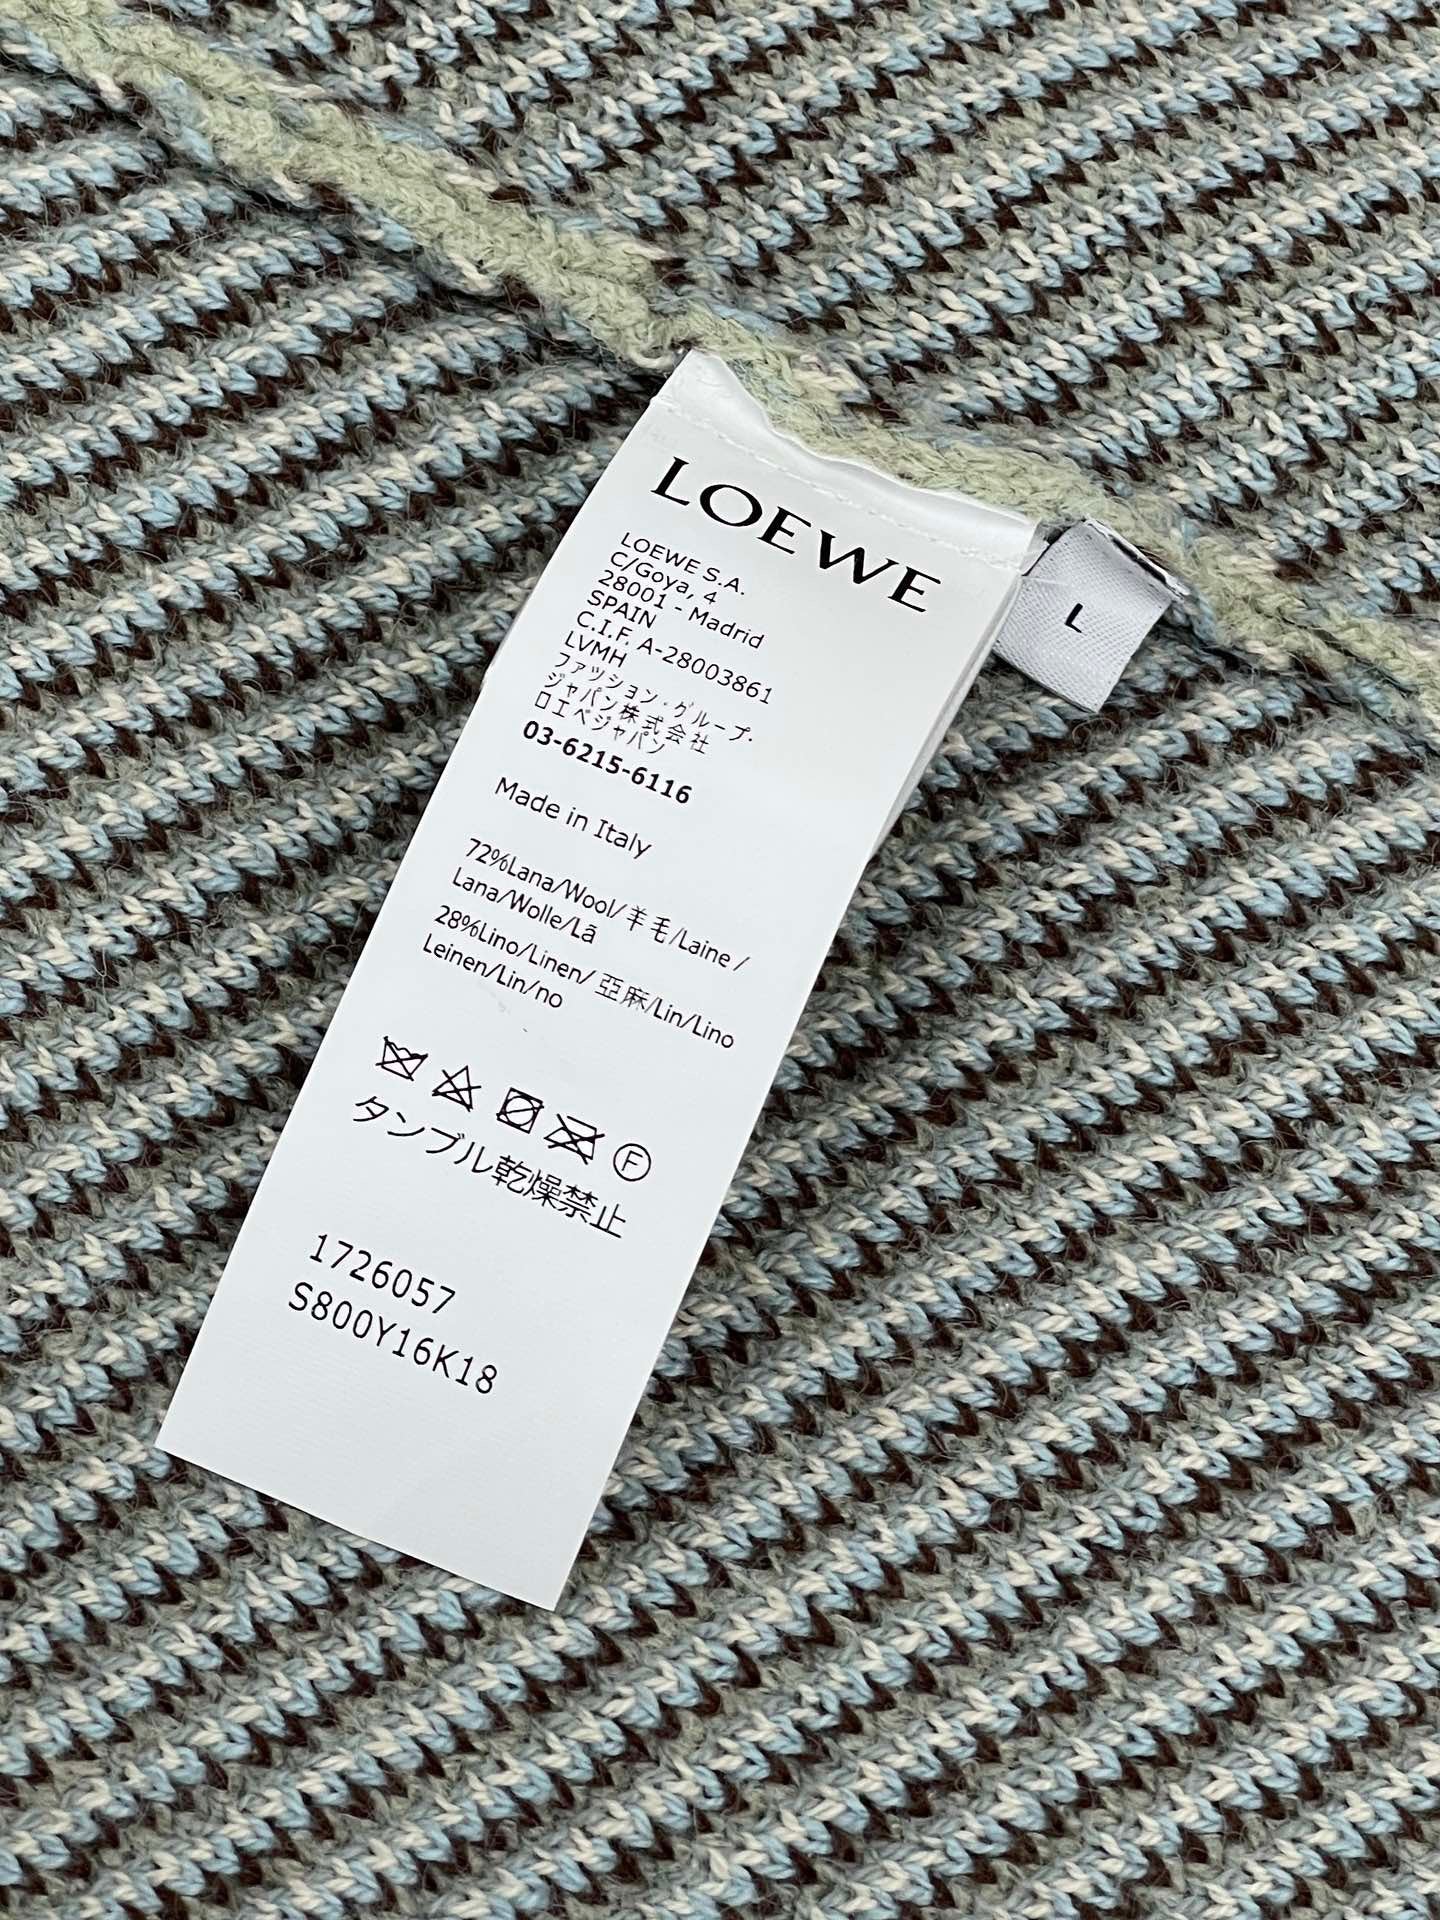 LOEWE
LOEWE S.A.
C/Goya, 4
28001 - Madrid
SPAIN
C.I.F. A-28003861
LVMH
ファッション・グループ.
ジャパン株式会社
ロエベジャパン
03-6215-6116
Made in Italy
72%Lana/Wool/羊毛/Laine /
Lana/Wolle/Lã
28%Lino/Linen/ 亞麻/Lin/Lino
Leinen/Lin/no
F
タンブル乾燥禁止
1726057
S800Y16K18
L